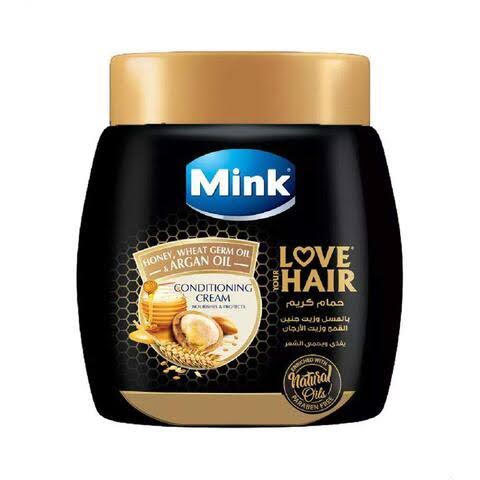 Mink®
HONEY, WHEAT GERM OIL
& ARGAN OIL
CONDITIONING
CREAM
NOURISHES & PROTECTS
LOVE®
YOUR
HAIR
حمام كريم
بالعسل وزيت جنين
القمح وزيت الأرجان
يغذي ويحمي الشعر
ENRICHED WITH
Natural
Oils
PARABEN FREE